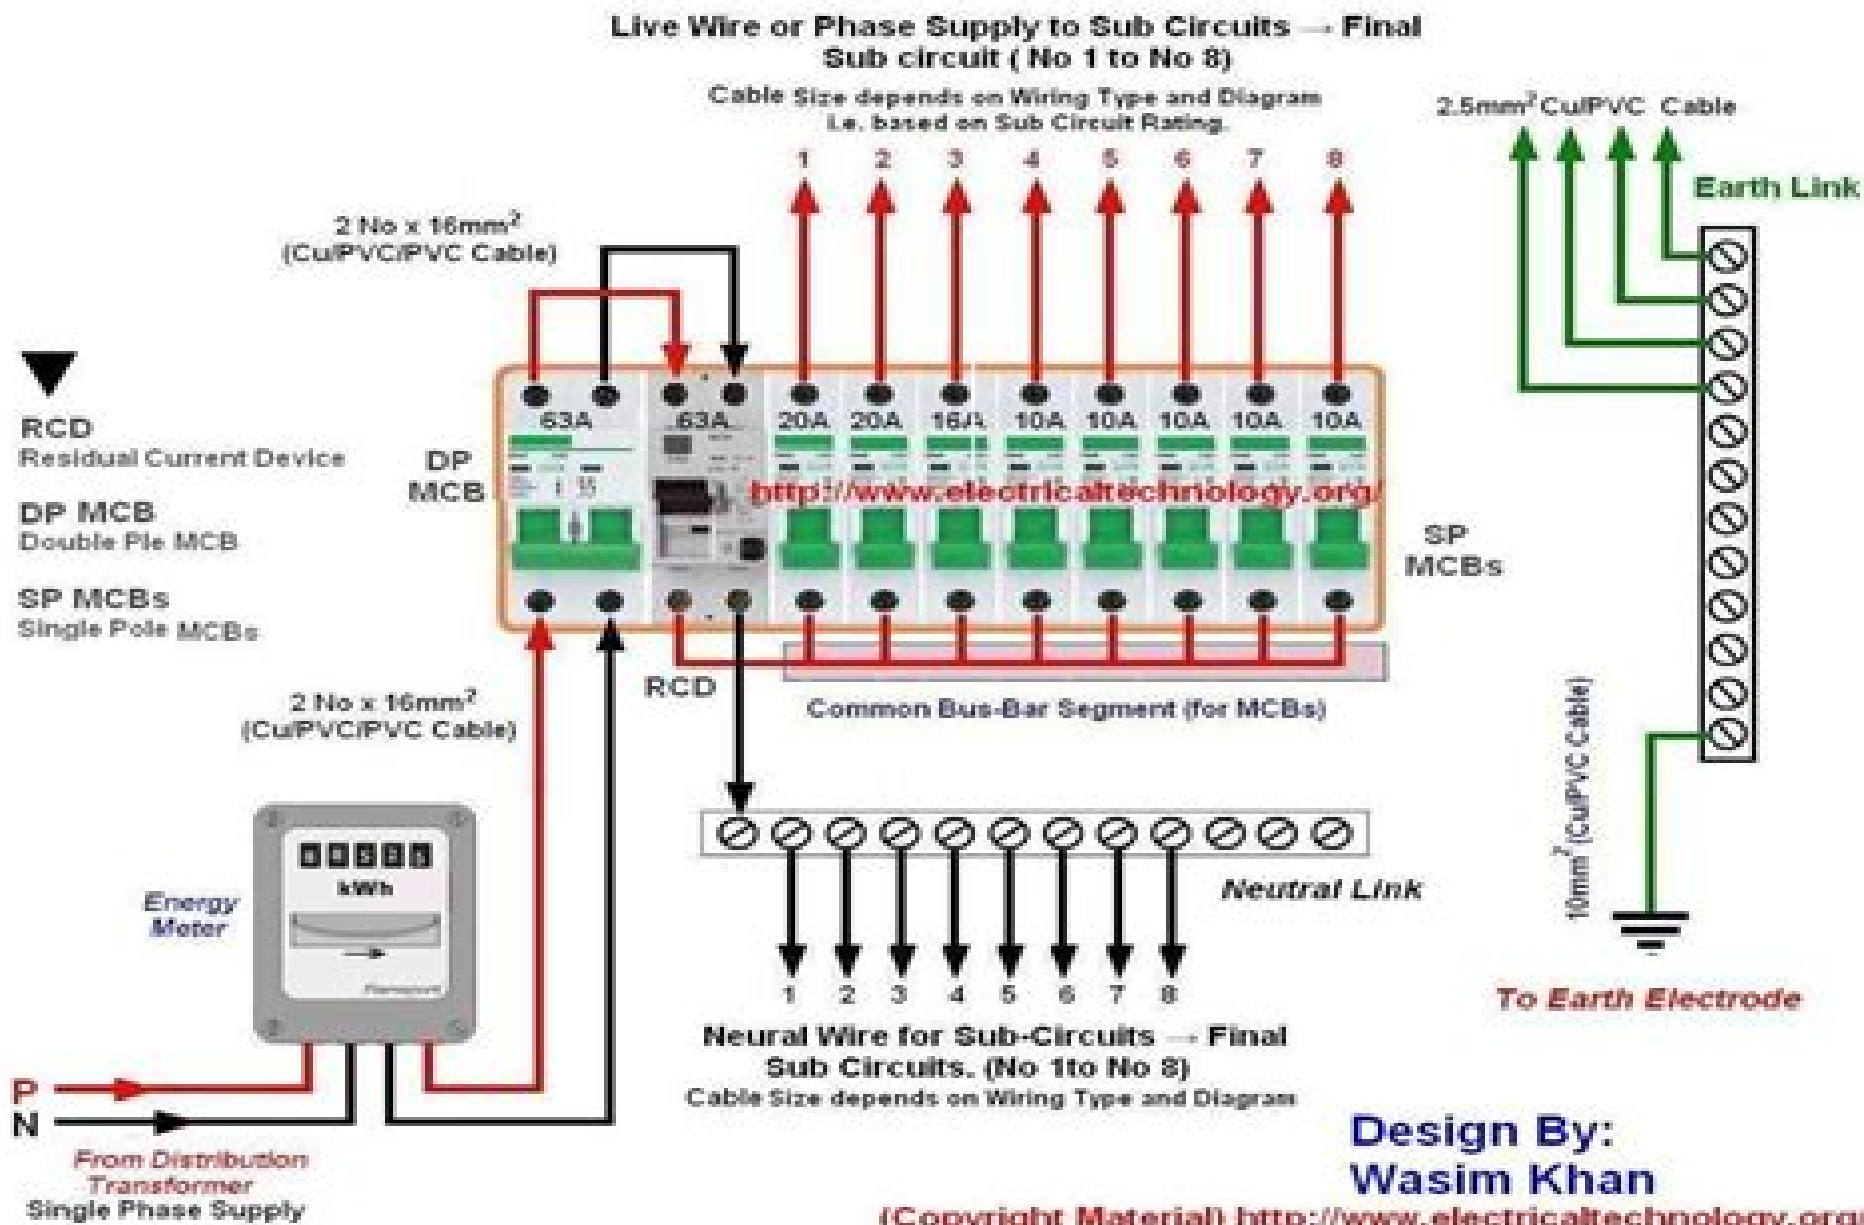 Live Wire or Phase Supply to Sub Circuits → Final
Sub circuit ( No 1 to No 8)
Cable Size depends on Wiring Type and Diagram
i.e. based on Sub Circuit Rating.
1 2 3 4 5 6 7 8
2.5mm² Cu/PVC Cable
Earth Link
2 No x 16mm²
(Cu/PVC/PVC Cable)
RCD
Residual Current Device
DP MCB
Double Ple MCB
SP MCBs
Single Pole MCBs
DP
MCB
63A 63A 20A 20A 16A 10A 10A 10A 10A 10A
http://www.electricaltechnology.org/
SP
MCBs
2 No x 16mm²
(Cu/PVC/PVC Cable)
RCD
Common Bus-Bar Segment (for MCBs)
10mm² (Cu/PVC Cable)
kWh
Energy
Meter
Neutral Link
1 2 3 4 5 6 7 8
To Earth Electrode
Neural Wire for Sub-Circuits → Final
Sub Circuits. (No 1to No 8)
Cable Size depends on Wiring Type and Diagram
P
N
From Distribution
Transformer
Single Phase Supply
Design By:
Wasim Khan
(Copyright Material) http://www.electricaltechnology.org/